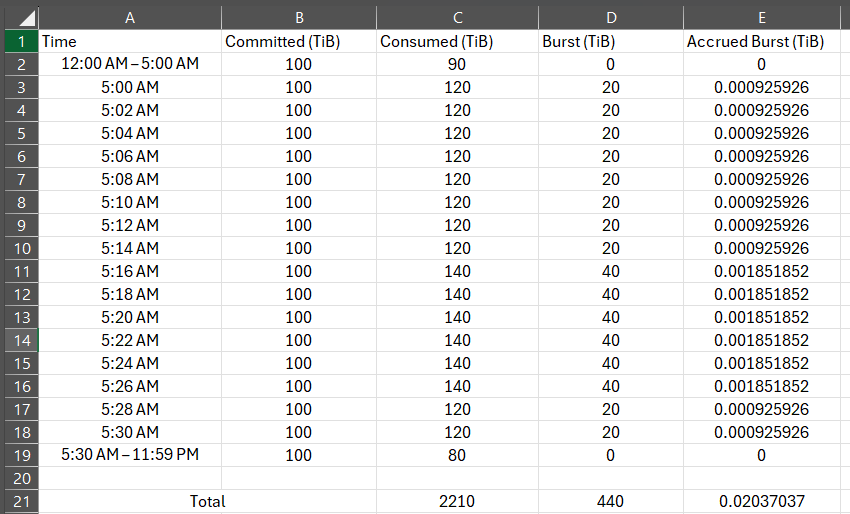 A B C D E
1 Time Committed (TiB) Consumed (TiB) Burst (TiB) Accrued Burst (TiB)
2 12:00 AM – 5:00 AM 100 90 0 0
3 5:00 AM 100 120 20 0.000925926
4 5:02 AM 100 120 20 0.000925926
5 5:04 AM 100 120 20 0.000925926
6 5:06 AM 100 120 20 0.000925926
7 5:08 AM 100 120 20 0.000925926
8 5:10 AM 100 120 20 0.000925926
9 5:12 AM 100 120 20 0.000925926
10 5:14 AM 100 120 20 0.000925926
11 5:16 AM 100 140 40 0.001851852
12 5:18 AM 100 140 40 0.001851852
13 5:20 AM 100 140 40 0.001851852
14 5:22 AM 100 140 40 0.001851852
15 5:24 AM 100 140 40 0.001851852
16 5:26 AM 100 140 40 0.001851852
17 5:28 AM 100 120 20 0.000925926
18 5:30 AM 100 120 20 0.000925926
19 5:30 AM – 11:59 PM 100 80 0 0
20
21 Total 2210 440 0.02037037